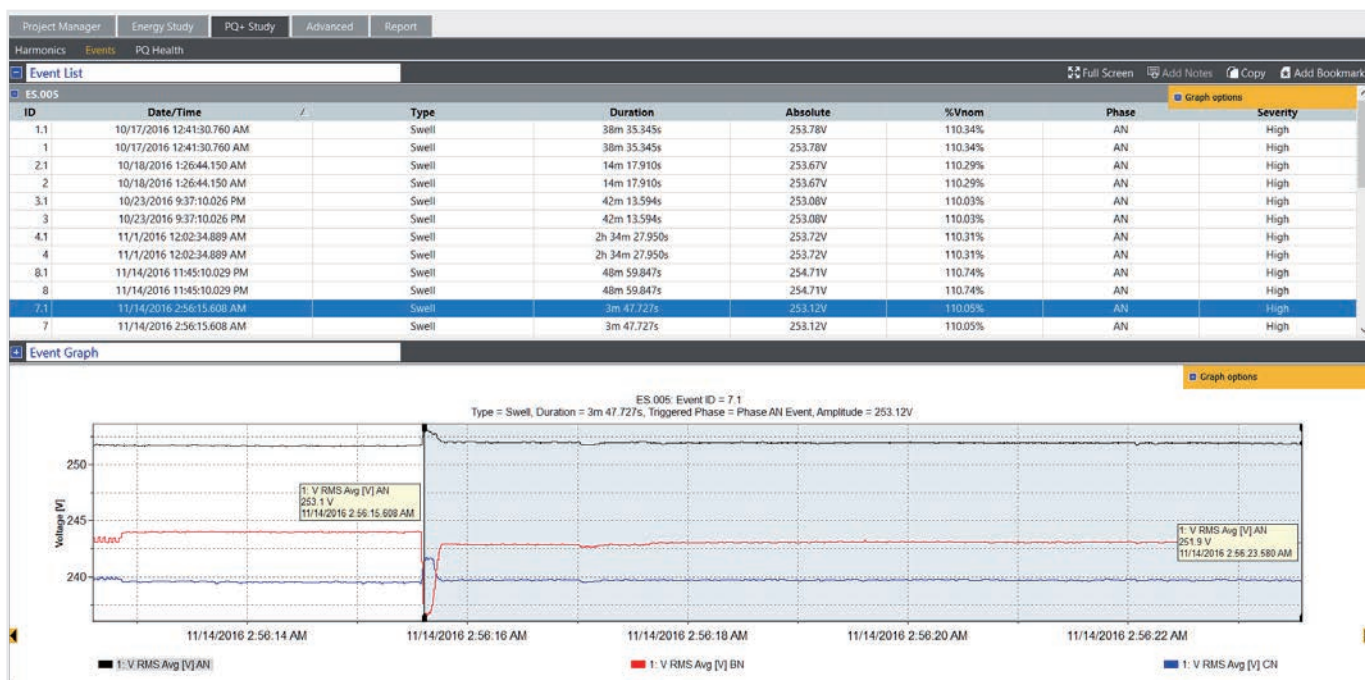 Project Manager Energy Study PQ+ Study Advanced Report
Harmonics Events PQ Health
Event List Full Screen Add Notes Copy Add Bookmark
ES.005 Graph options
ID Date/Time Type Duration Absolute %Vnom Phase Severity
1.1 10/17/2016 12:41:30.760 AM Swell 38m 35.345s 253.78V 110.34% AN High
1 10/17/2016 12:41:30.760 AM Swell 38m 35.345s 253.78V 110.34% AN High
2.1 10/18/2016 1:26:44.150 AM Swell 14m 17.910s 253.67V 110.29% AN High
2 10/18/2016 1:26:44.150 AM Swell 14m 17.910s 253.67V 110.29% AN High
3.1 10/23/2016 9:37:10.026 PM Swell 42m 13.594s 253.08V 110.03% AN High
3 10/23/2016 9:37:10.026 PM Swell 42m 13.594s 253.08V 110.03% AN High
4.1 11/1/2016 12:02:34.889 AM Swell 2h 34m 27.950s 253.72V 110.31% AN High
4 11/1/2016 12:02:34.889 AM Swell 2h 34m 27.950s 253.72V 110.31% AN High
8.1 11/14/2016 11:45:10.029 PM Swell 48m 59.847s 254.71V 110.74% AN High
8 11/14/2016 11:45:10.029 PM Swell 48m 59.847s 254.71V 110.74% AN High
7.1 11/14/2016 2:56:15.608 AM Swell 3m 47.727s 253.12V 110.05% AN High
7 11/14/2016 2:56:15.608 AM Swell 3m 47.727s 253.12V 110.05% AN High
Event Graph
Graph options
ES.005: Event ID = 7.1
Type = Swell, Duration = 3m 47.727s, Triggered Phase = Phase AN Event, Amplitude = 253.12V
Voltage [V]
250
245
240
1: V RMS Avg [V] AN
253.1 V
11/14/2016 2:56:15.608 AM
1: V RMS Avg [V] AN
251.9 V
11/14/2016 2:56:23.580 AM
11/14/2016 2:56:14 AM 11/14/2016 2:56:16 AM 11/14/2016 2:56:18 AM 11/14/2016 2:56:20 AM 11/14/2016 2:56:22 AM
1: V RMS Avg [V] AN 1: V RMS Avg [V] BN 1: V RMS Avg [V] CN